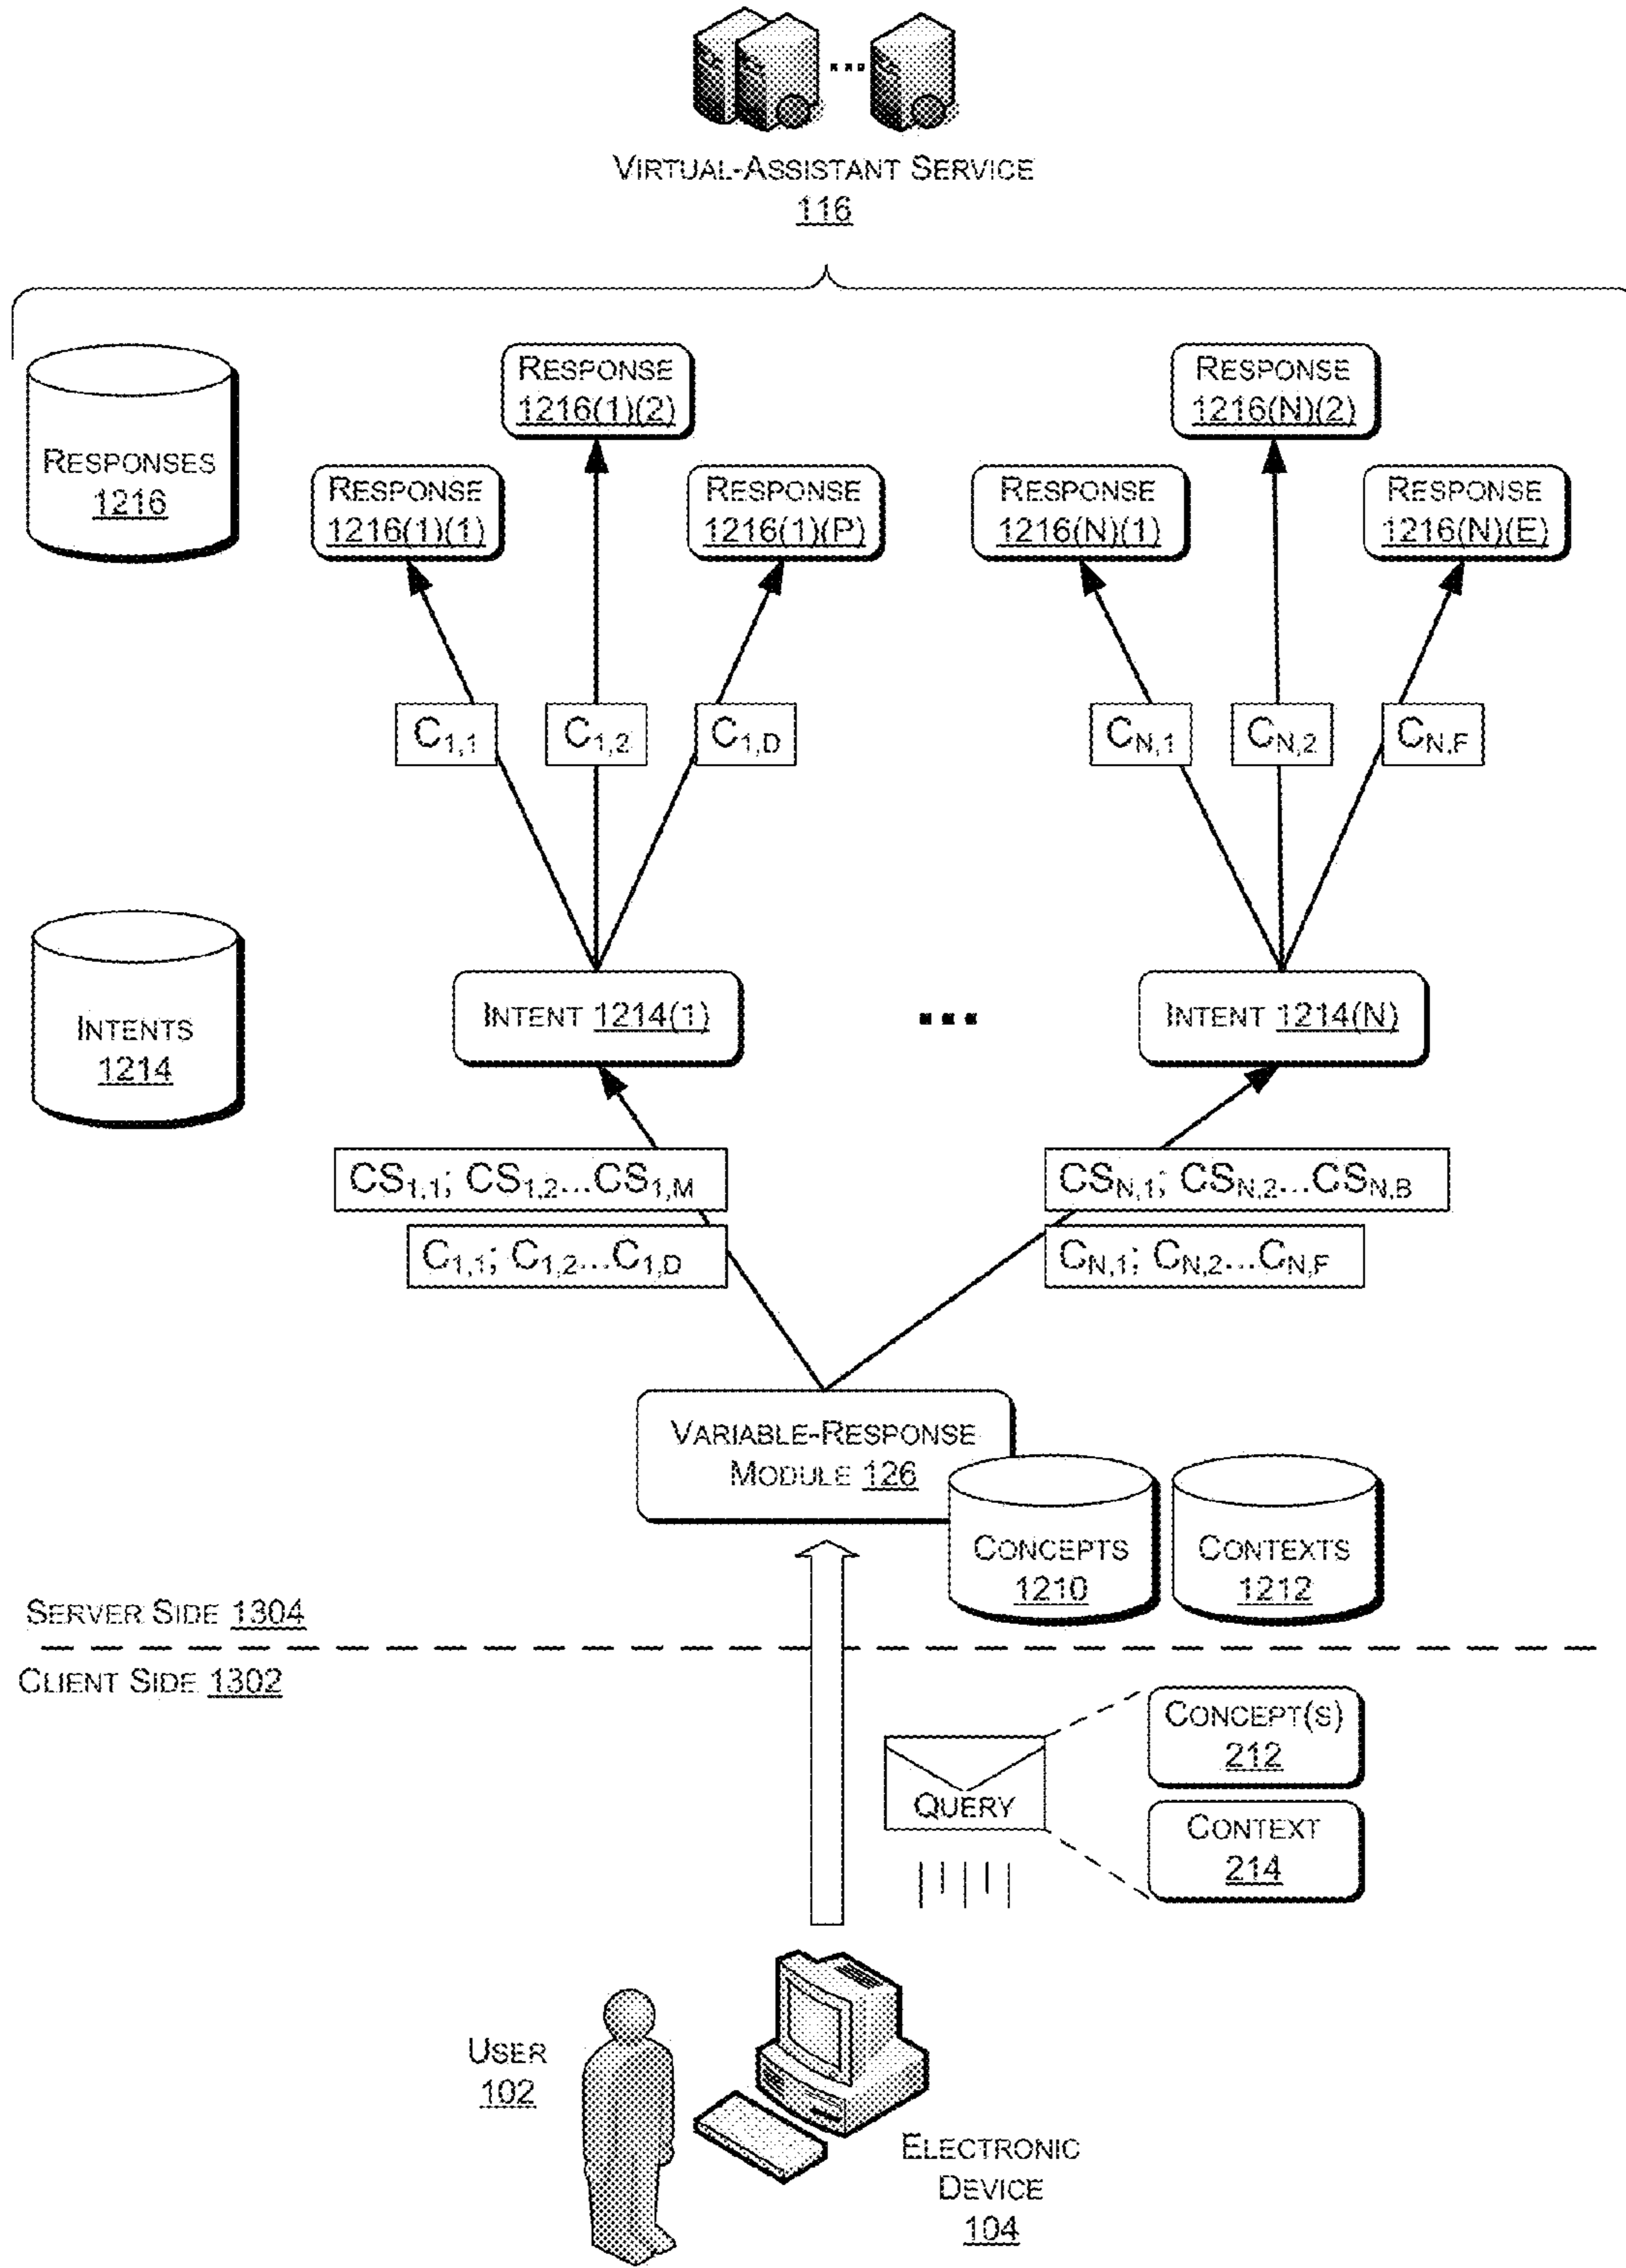 VIRTUAL-ASSISTANT SERVICE
116
RESPONSES
1216
RESPONSE
1216(1)(1)
RESPONSE
1216(1)(2)
RESPONSE
1216(1)(P)
RESPONSE
1216(N)(1)
RESPONSE
1216(N)(2)
RESPONSE
1216(N)(E)
C1,1
C1,2
C1,D
CN,1
CN,2
CN,F
INTENTS
1214
INTENT 1214(1)
...
INTENT 1214(N)
CS1,1; CS1,2...CS1,M
C1,1; C1,2...C1,D
CSN,1; CSN,2...CSN,B
CN,1; CN,2...CN,F
VARIABLE-RESPONSE
MODULE 126
CONCEPTS
1210
CONTEXTS
1212
SERVER SIDE 1304
CLIENT SIDE 1302
QUERY
CONCEPT(S)
212
CONTEXT
214
USER
102
ELECTRONIC
DEVICE
104